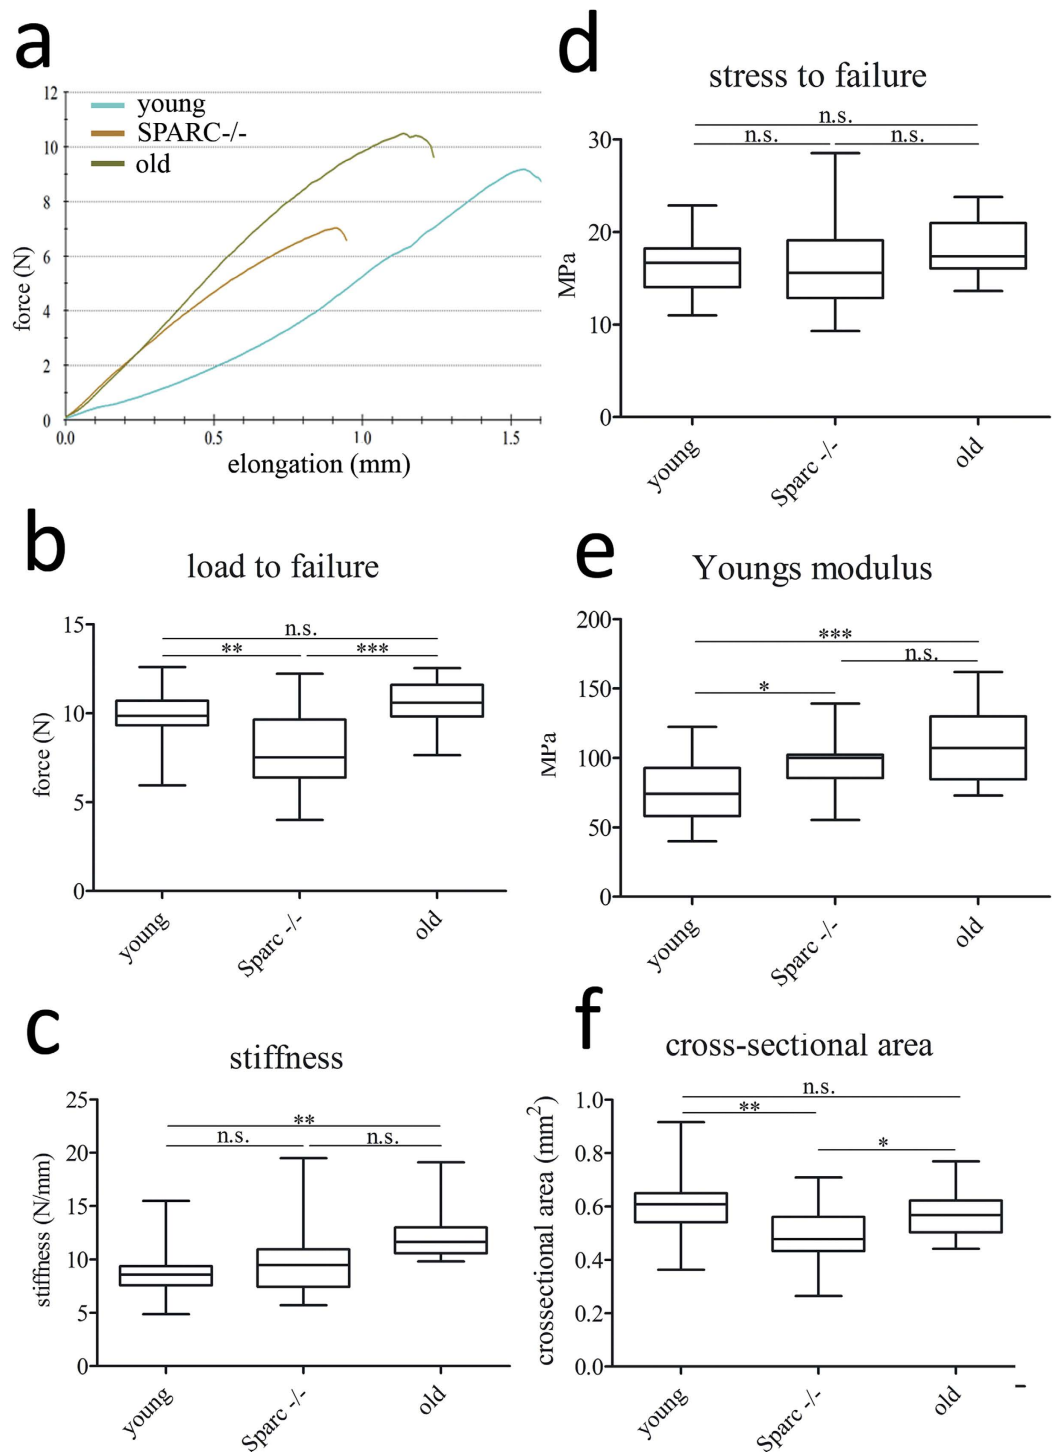 a
12
10
8
6
4
2
0
force (N)
young
SPARC-/-
old
0.0 0.5 1.0 1.5
elongation (mm)
b
load to failure
15
10
5
0
force (N)
n.s.
** ***
young Sparc -/- old
c
stiffness
25
20
15
10
5
0
stiffness (N/mm)
**
n.s. n.s.
young Sparc -/- old
d
stress to failure
30
20
10
0
MPa
n.s.
n.s. n.s.
young Sparc -/- old
e
Youngs modulus
200
150
100
50
0
MPa
***
n.s.
*
young Sparc -/- old
f
cross-sectional area
1.0
0.8
0.6
0.4
0.2
0.0
crossectional area (mm²)
n.s.
**
*
young Sparc -/- old